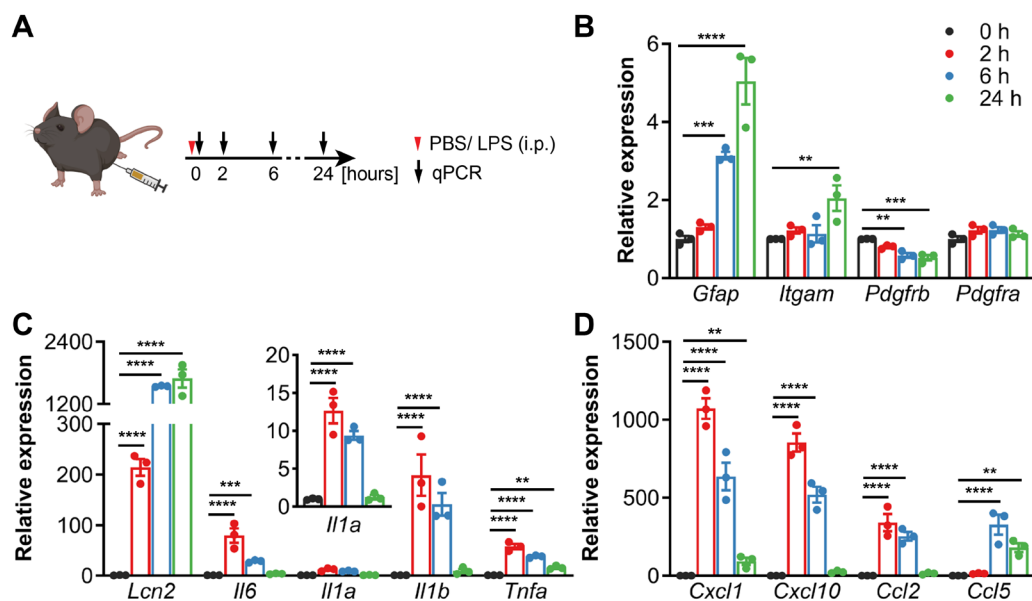 A
0
2
6
24
[hours]
PBS/ LPS (i.p.)
qPCR
B
Relative expression
6
4
2
0
****
***
**
***
**
0 h
2 h
6 h
24 h
Gfap
Itgam
Pdgfrb
Pdgfra
C
Relative expression
2400
1200
300
200
100
0
****
****
****
***
****
20
15
10
5
0
****
****
Il1a
****
****
**
****
****
Lcn2
Il6
Il1a
Il1b
Tnfa
D
Relative expression
1500
1000
500
0
**
****
****
****
****
****
****
**
****
Cxcl1
Cxcl10
Ccl2
Ccl5